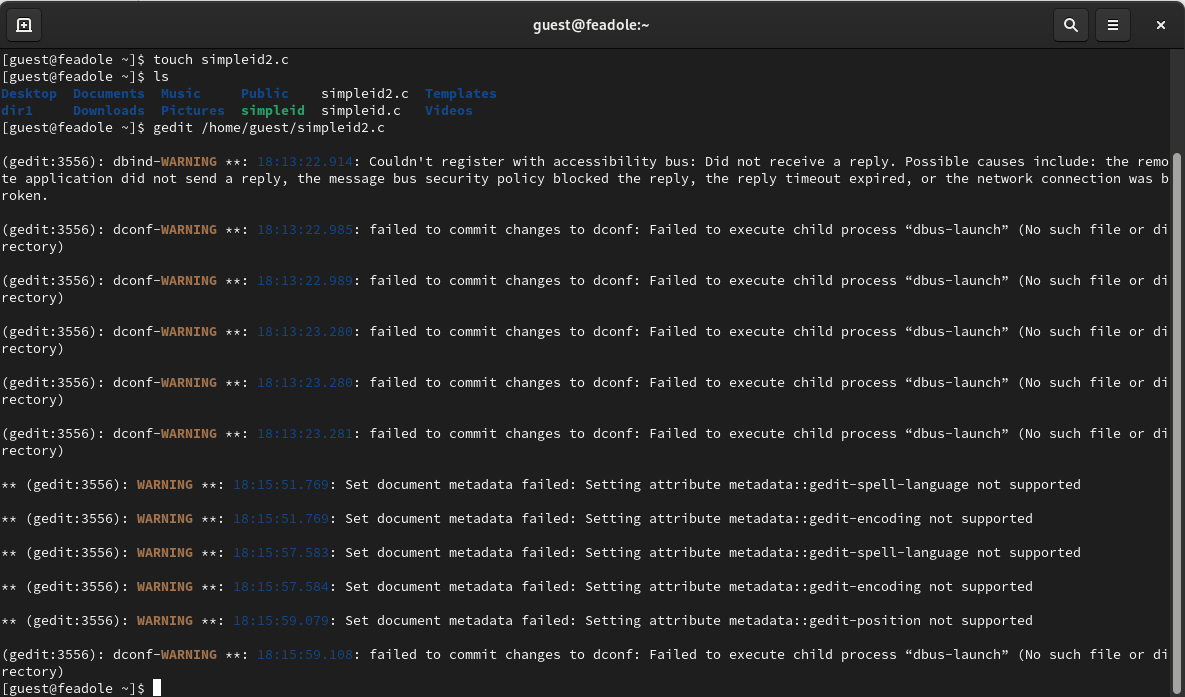 guest@feadole:~
[guest@feadole ~]$ touch simpleid2.c
[guest@feadole ~]$ ls
Desktop  Documents  Music     Public    simpleid2.c  Templates
dir1     Downloads  Pictures  simpleid  simpleid.c   Videos
[guest@feadole ~]$ gedit /home/guest/simpleid2.c
(gedit:3556): dbind-WARNING **: 18:13:22.914: Couldn't register with accessibility bus: Did not receive a reply. Possible causes include: the remo
te application did not send a reply, the message bus security policy blocked the reply, the reply timeout expired, or the network connection was b
roken.
(gedit:3556): dconf-WARNING **: 18:13:22.985: failed to commit changes to dconf: Failed to execute child process “dbus-launch” (No such file or di
rectory)
(gedit:3556): dconf-WARNING **: 18:13:22.989: failed to commit changes to dconf: Failed to execute child process “dbus-launch” (No such file or di
rectory)
(gedit:3556): dconf-WARNING **: 18:13:23.280: failed to commit changes to dconf: Failed to execute child process “dbus-launch” (No such file or di
rectory)
(gedit:3556): dconf-WARNING **: 18:13:23.280: failed to commit changes to dconf: Failed to execute child process “dbus-launch” (No such file or di
rectory)
(gedit:3556): dconf-WARNING **: 18:13:23.281: failed to commit changes to dconf: Failed to execute child process “dbus-launch” (No such file or di
rectory)
** (gedit:3556): WARNING **: 18:15:51.769: Set document metadata failed: Setting attribute metadata::gedit-spell-language not supported
** (gedit:3556): WARNING **: 18:15:51.769: Set document metadata failed: Setting attribute metadata::gedit-encoding not supported
** (gedit:3556): WARNING **: 18:15:57.583: Set document metadata failed: Setting attribute metadata::gedit-spell-language not supported
** (gedit:3556): WARNING **: 18:15:57.584: Set document metadata failed: Setting attribute metadata::gedit-encoding not supported
** (gedit:3556): WARNING **: 18:15:59.079: Set document metadata failed: Setting attribute metadata::gedit-position not supported
(gedit:3556): dconf-WARNING **: 18:15:59.108: failed to commit changes to dconf: Failed to execute child process “dbus-launch” (No such file or di
rectory)
[guest@feadole ~]$